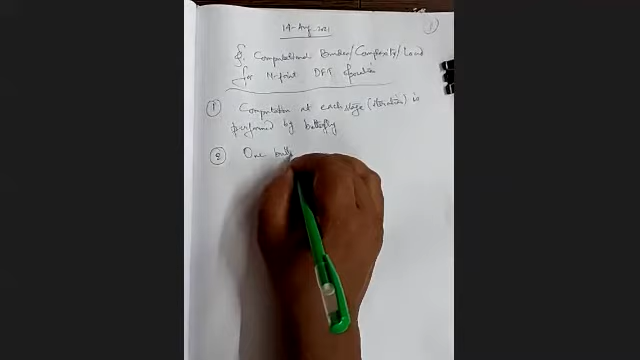 1
14-Aug-2021
§. Computational Burden/Complexity/Load
for N-point DFT Operation
1 Computation at each stage (iteration) is
performed by butterfly
2 One butte